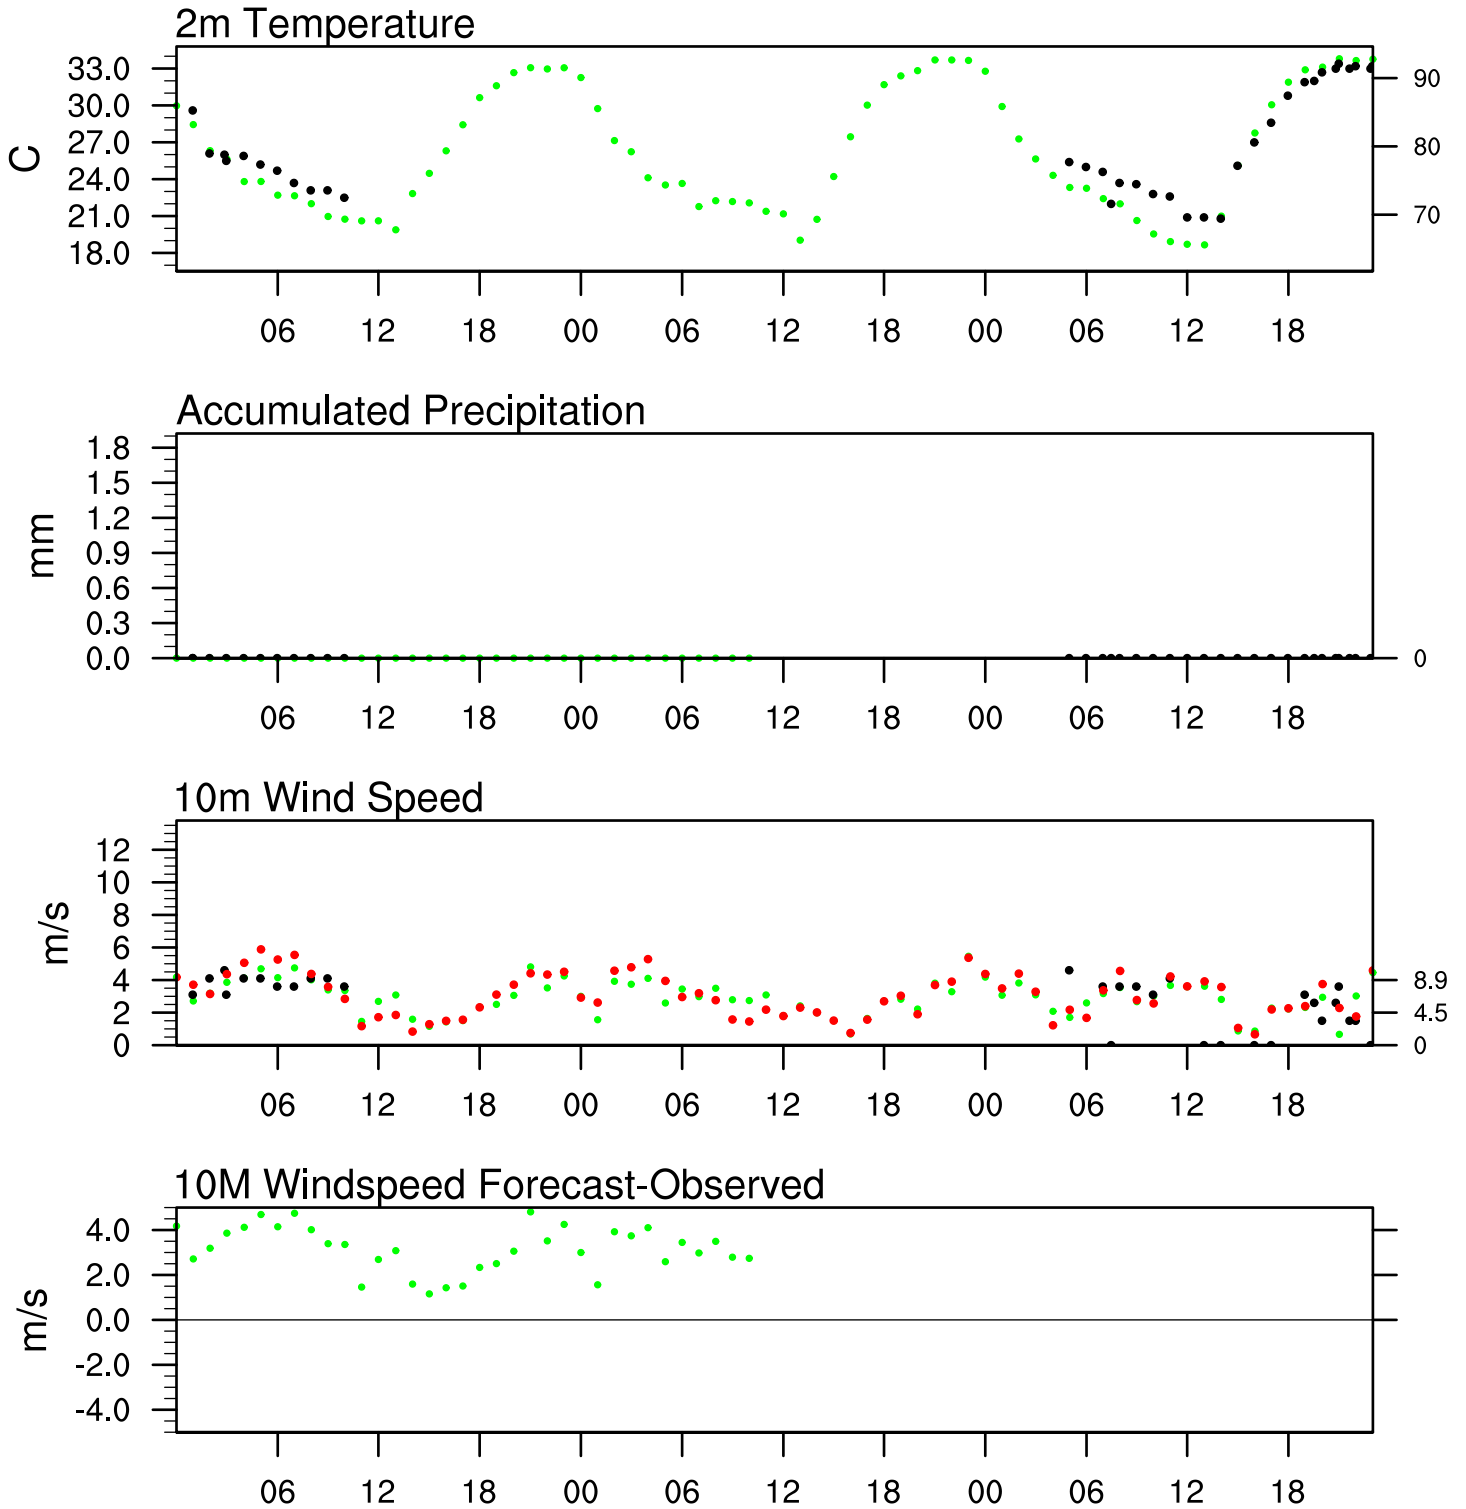 2m Temperature
33.0
30.0
27.0
24.0
21.0
18.0
C
90
80
70
06 12 18 00 06 12 18 00 06 12 18
Accumulated Precipitation
1.8
1.5
1.2
0.9
0.6
0.3
0.0
mm
0
06 12 18 00 06 12 18 00 06 12 18
10m Wind Speed
12
10
8
6
4
2
0
m/s
8.9
4.5
0
06 12 18 00 06 12 18 00 06 12 18
10M Windspeed Forecast-Observed
4.0
2.0
0.0
-2.0
-4.0
m/s
06 12 18 00 06 12 18 00 06 12 18